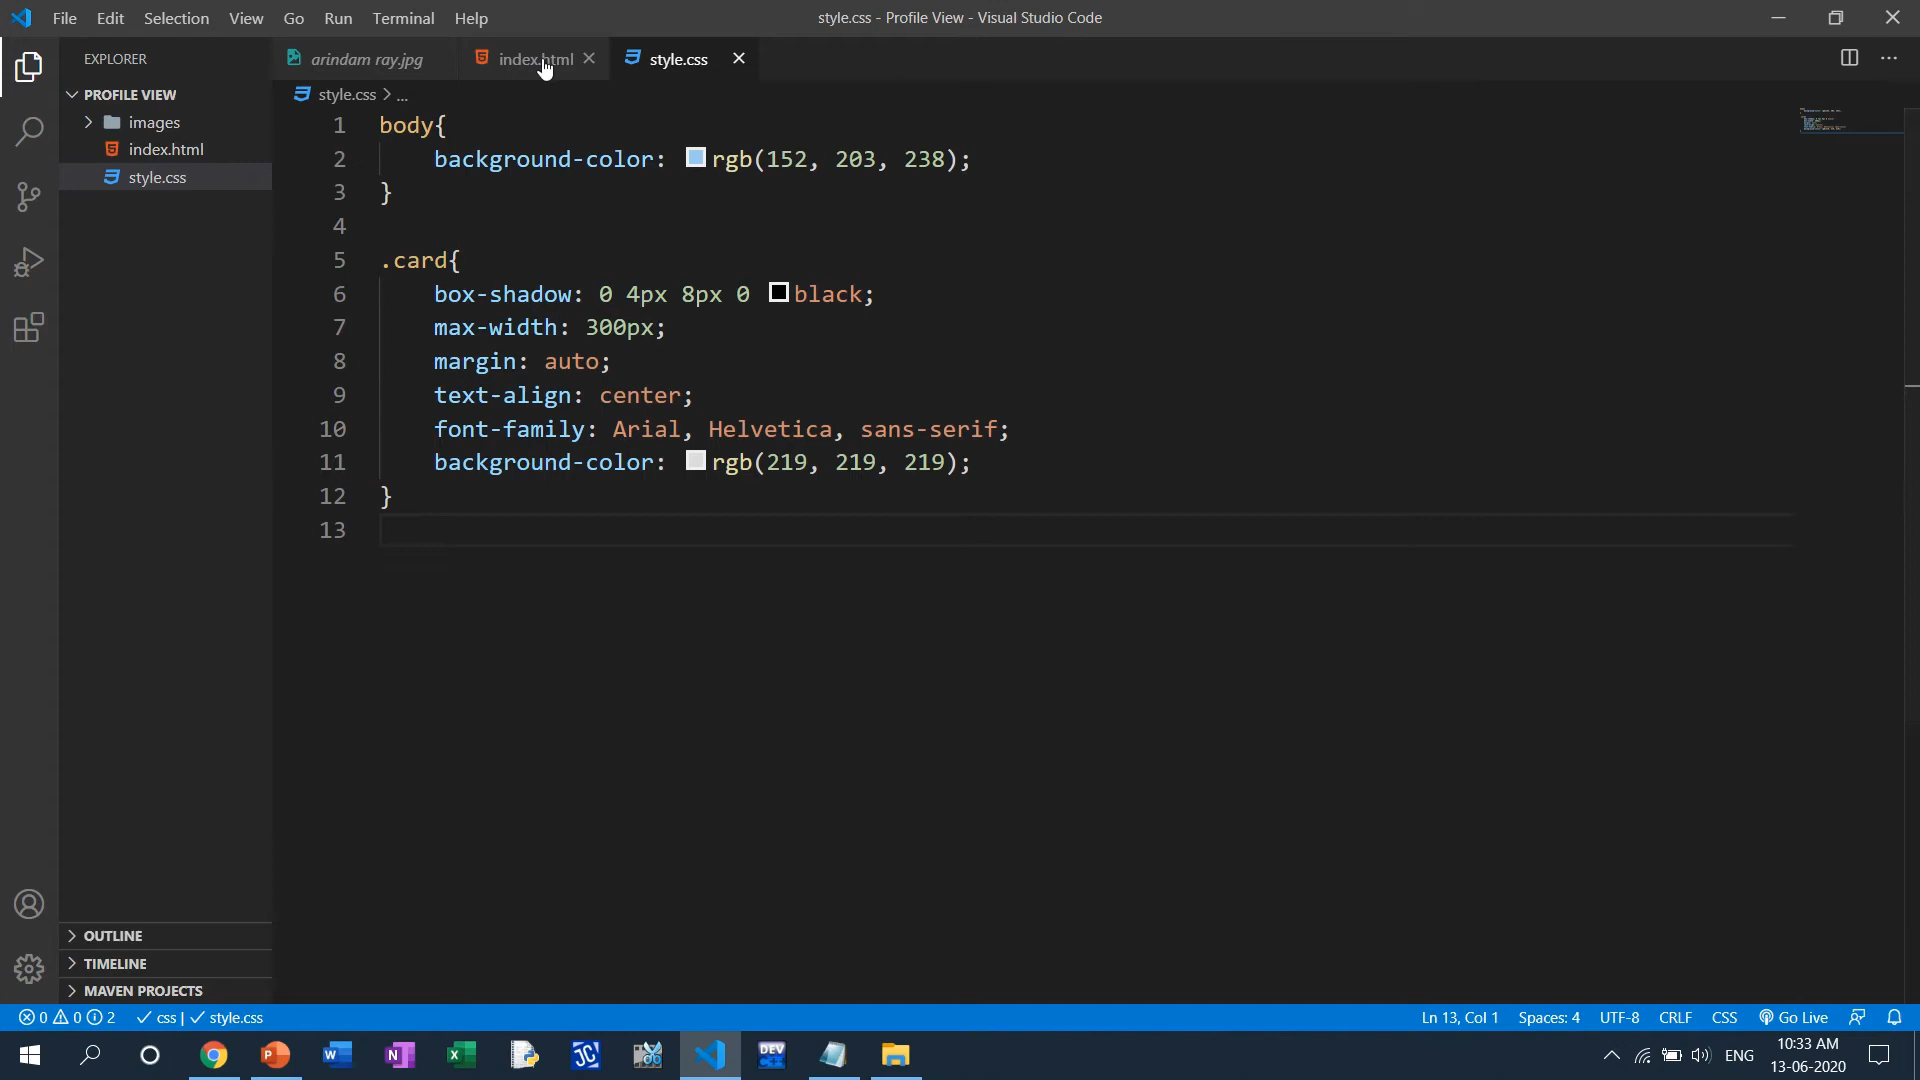 File Edit Selection View Go Run Terminal Help
style.css - Profile View - Visual Studio Code
EXPLORER
PROFILE VIEW
images
index.html
style.css
OUTLINE
TIMELINE
MAVEN PROJECTS
arindam ray.jpg
index.html
style.css
style.css > ...
1 body{
2 background-color: rgb(152, 203, 238);
3 }
4
5 .card{
6 box-shadow: 0 4px 8px 0 black;
7 max-width: 300px;
8 margin: auto;
9 text-align: center;
10 font-family: Arial, Helvetica, sans-serif;
11 background-color: rgb(219, 219, 219);
12 }
13
0 0 2 css | style.css
Ln 13, Col 1 Spaces: 4 UTF-8 CRLF CSS Go Live
DEV
ENG
10:33 AM
13-06-2020